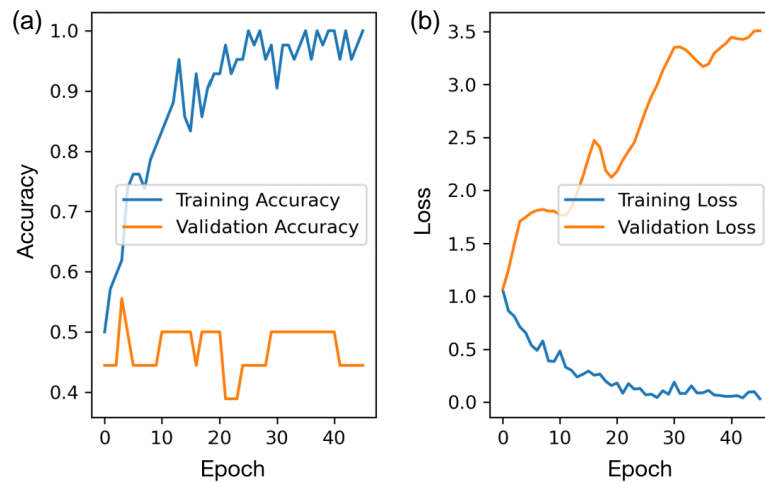 (a)
1.0
0.9
0.8
0.7
0.6
0.5
0.4
Accuracy
Training Accuracy
Validation Accuracy
0 10 20 30 40
Epoch
(b)
3.5
3.0
2.5
2.0
1.5
1.0
0.5
0.0
Loss
Training Loss
Validation Loss
0 10 20 30 40
Epoch